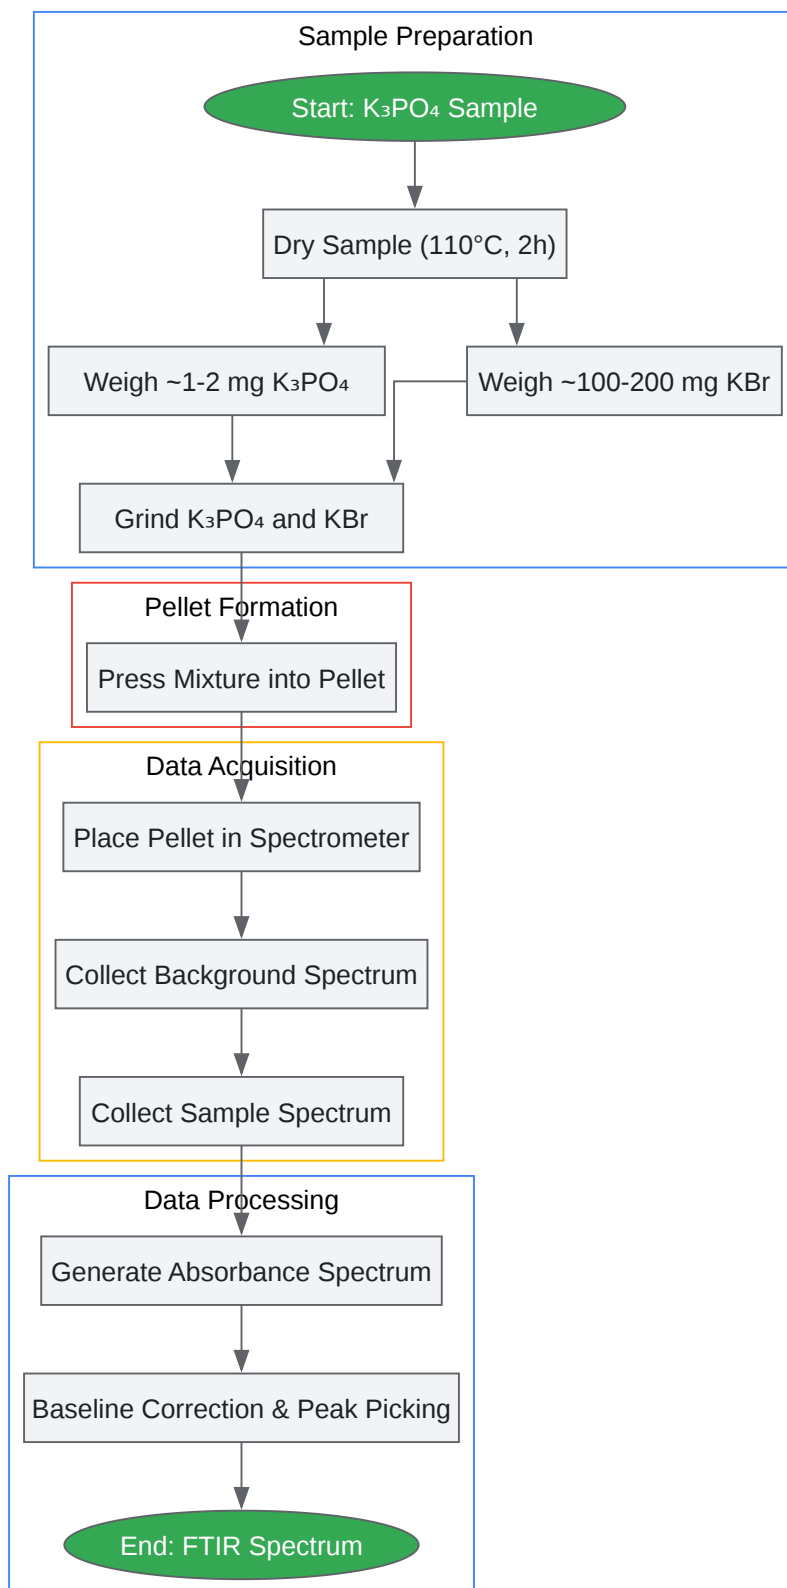 Sample Preparation
Start: K₃PO₄ Sample
Dry Sample (110°C, 2h)
Weigh ~1-2 mg K₃PO₄
Weigh ~100-200 mg KBr
Grind K₃PO₄ and KBr
Pellet Formation
Press Mixture into Pellet
Data Acquisition
Place Pellet in Spectrometer
Collect Background Spectrum
Collect Sample Spectrum
Data Processing
Generate Absorbance Spectrum
Baseline Correction & Peak Picking
End: FTIR Spectrum